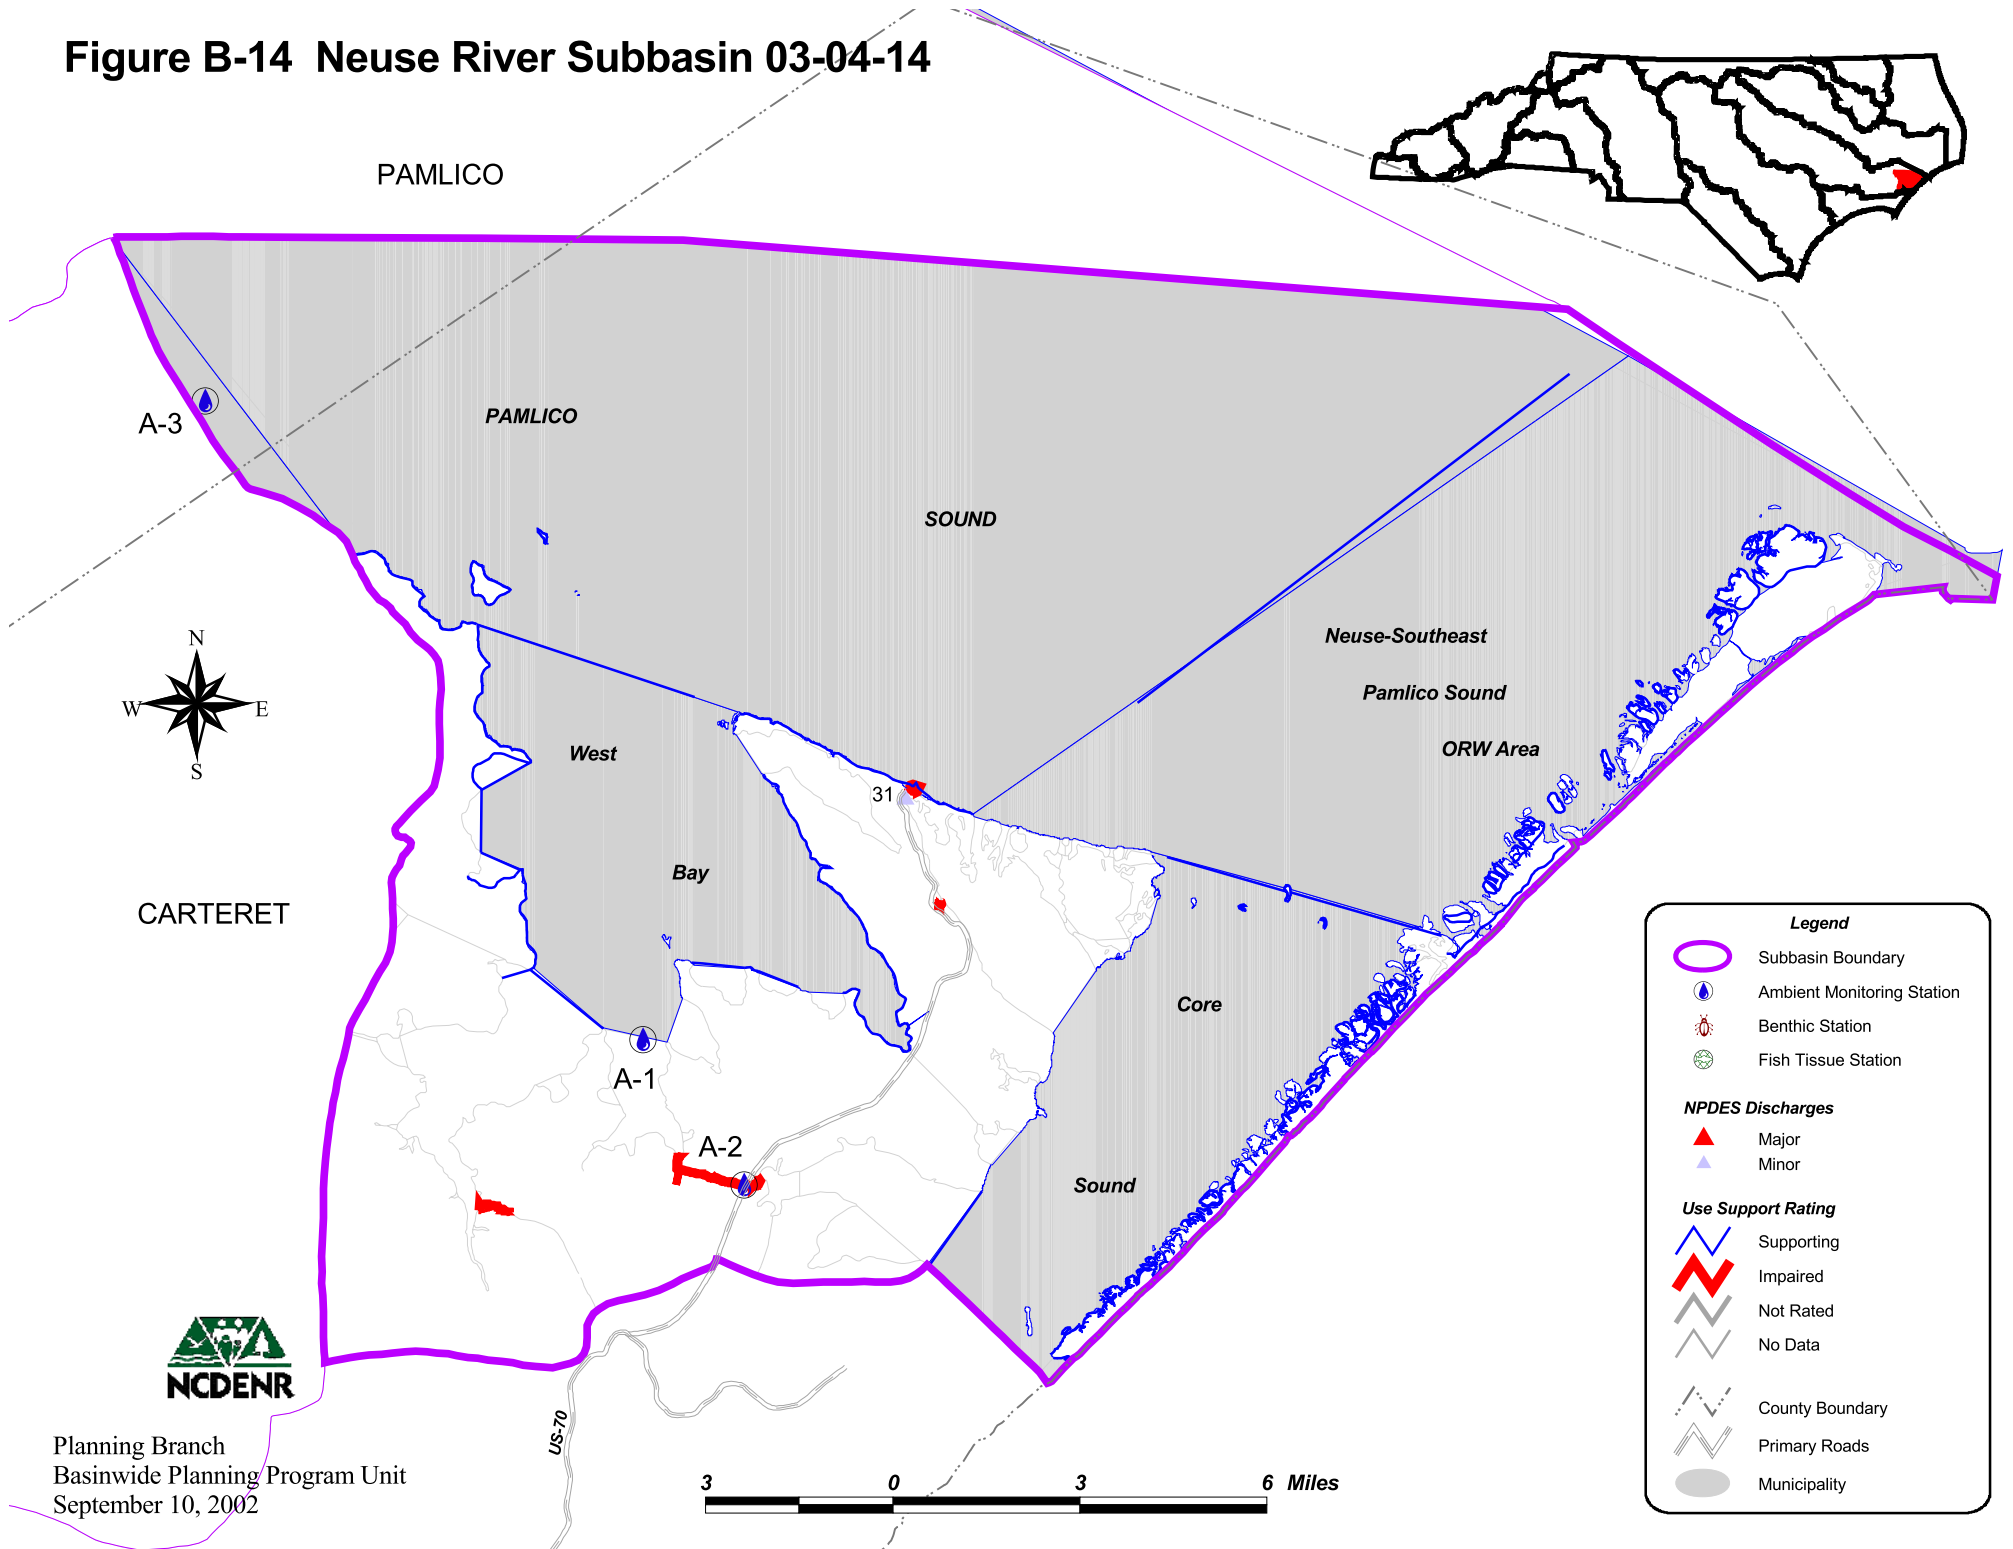 Figure B-14 Neuse River Subbasin 03-04-14
PAMLICO
A-3
PAMLICO
SOUND
Neuse-Southeast
Pamlico Sound
ORW Area
N
W E
S
West
Bay
31
CARTERET
Core
Sound
A-1
A-2
US-70
Legend
Subbasin Boundary
Ambient Monitoring Station
Benthic Station
Fish Tissue Station
NPDES Discharges
Major
Minor
Use Support Rating
Supporting
Impaired
Not Rated
No Data
County Boundary
Primary Roads
Municipality
NCDENR
Planning Branch
Basinwide Planning Program Unit
September 10, 2002
3 0 3 6 Miles